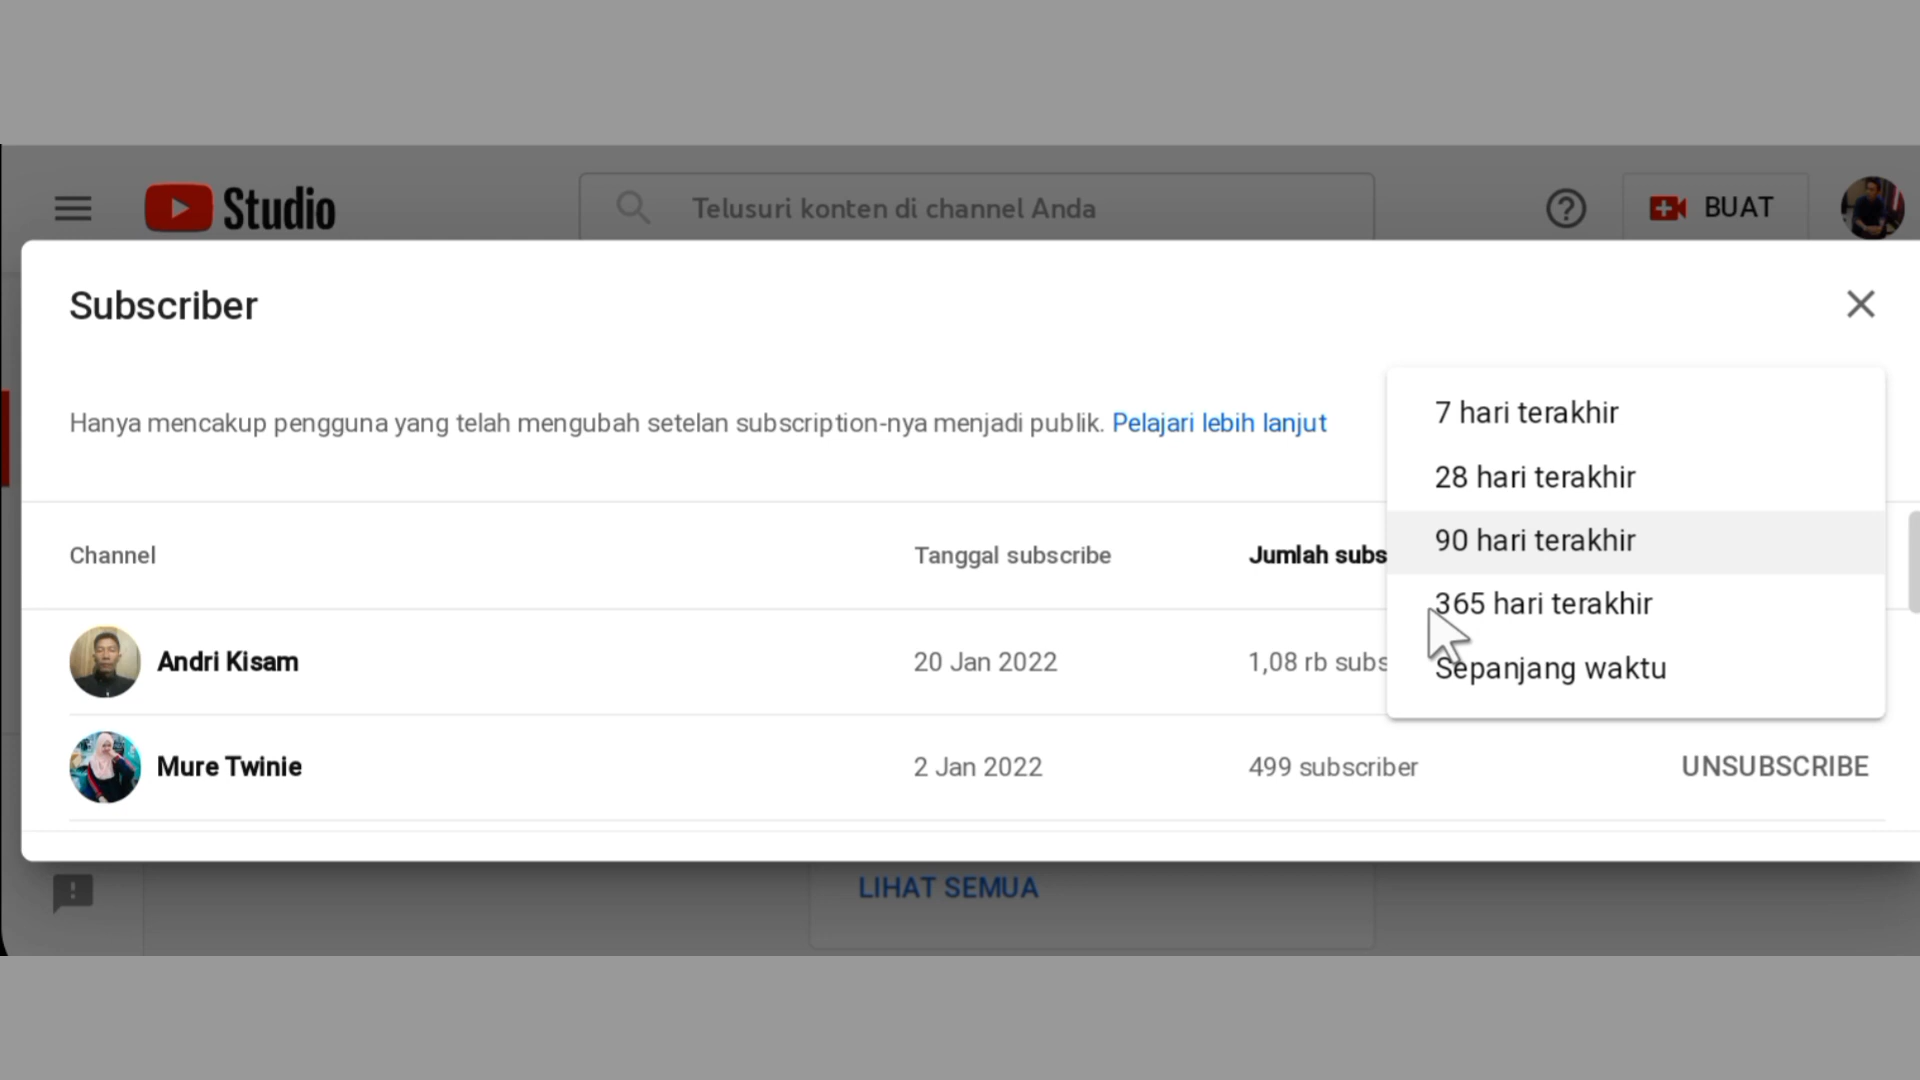 Studio
Telusuri konten di channel Anda
BUAT
Subscriber
Hanya mencakup pengguna yang telah mengubah setelan subscription-nya menjadi publik. Pelajari lebih lanjut
7 hari terakhir
28 hari terakhir
90 hari terakhir
365 hari terakhir
Sepanjang waktu
Channel
Tanggal subscribe
Jumlah subs
Andri Kisam
20 Jan 2022
1,08 rb subs
Mure Twinie
2 Jan 2022
499 subscriber
UNSUBSCRIBE
LIHAT SEMUA